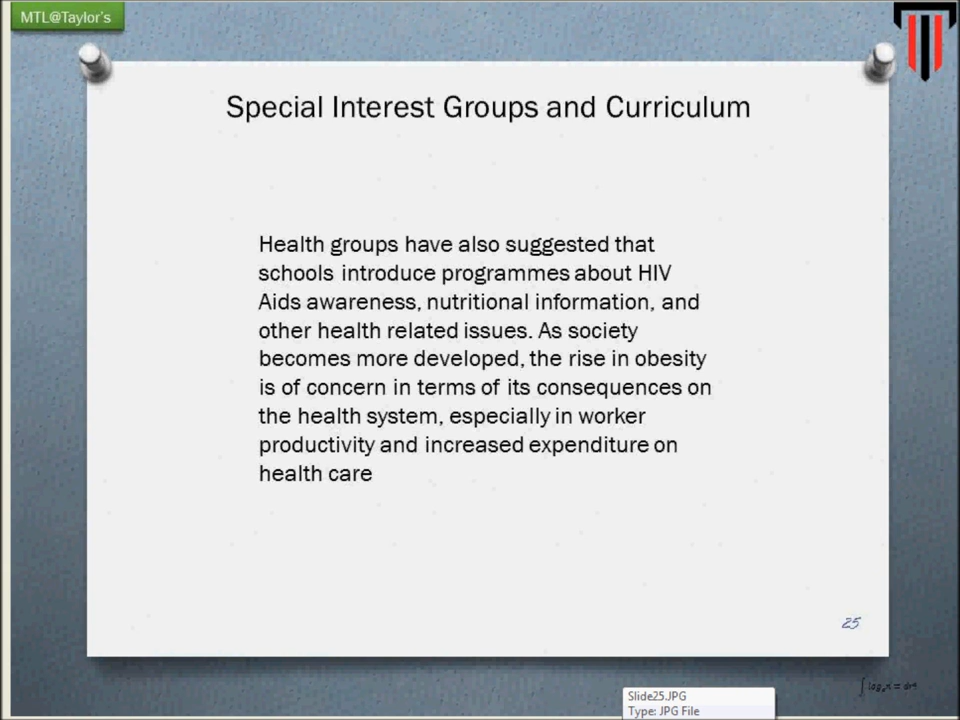 MTL@Taylor's
Special Interest Groups and Curriculum
Health groups have also suggested that
schools introduce programmes about HIV
Aids awareness, nutritional information, and
other health related issues. As society
becomes more developed, the rise in obesity
is of concern in terms of its consequences on
the health system, especially in worker
productivity and increased expenditure on
health care
25
Slide25.JPG
Type: JPG File